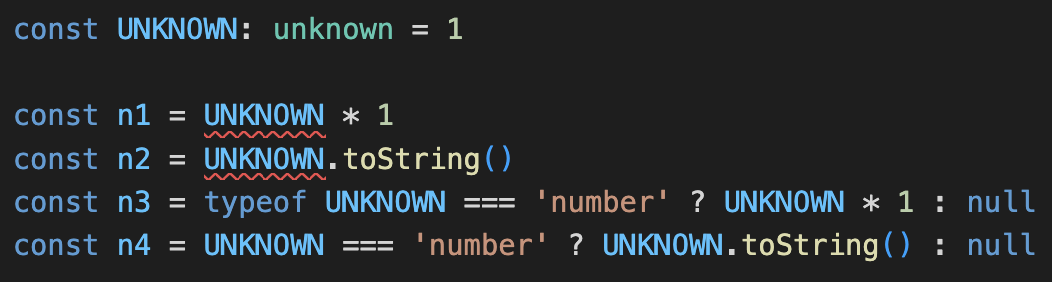 const UNKNOWN: unknown = 1
const n1 = UNKNOWN * 1
const n2 = UNKNOWN.toString()
const n3 = typeof UNKNOWN === 'number' ? UNKNOWN * 1 : null
const n4 = UNKNOWN === 'number' ? UNKNOWN.toString() : null